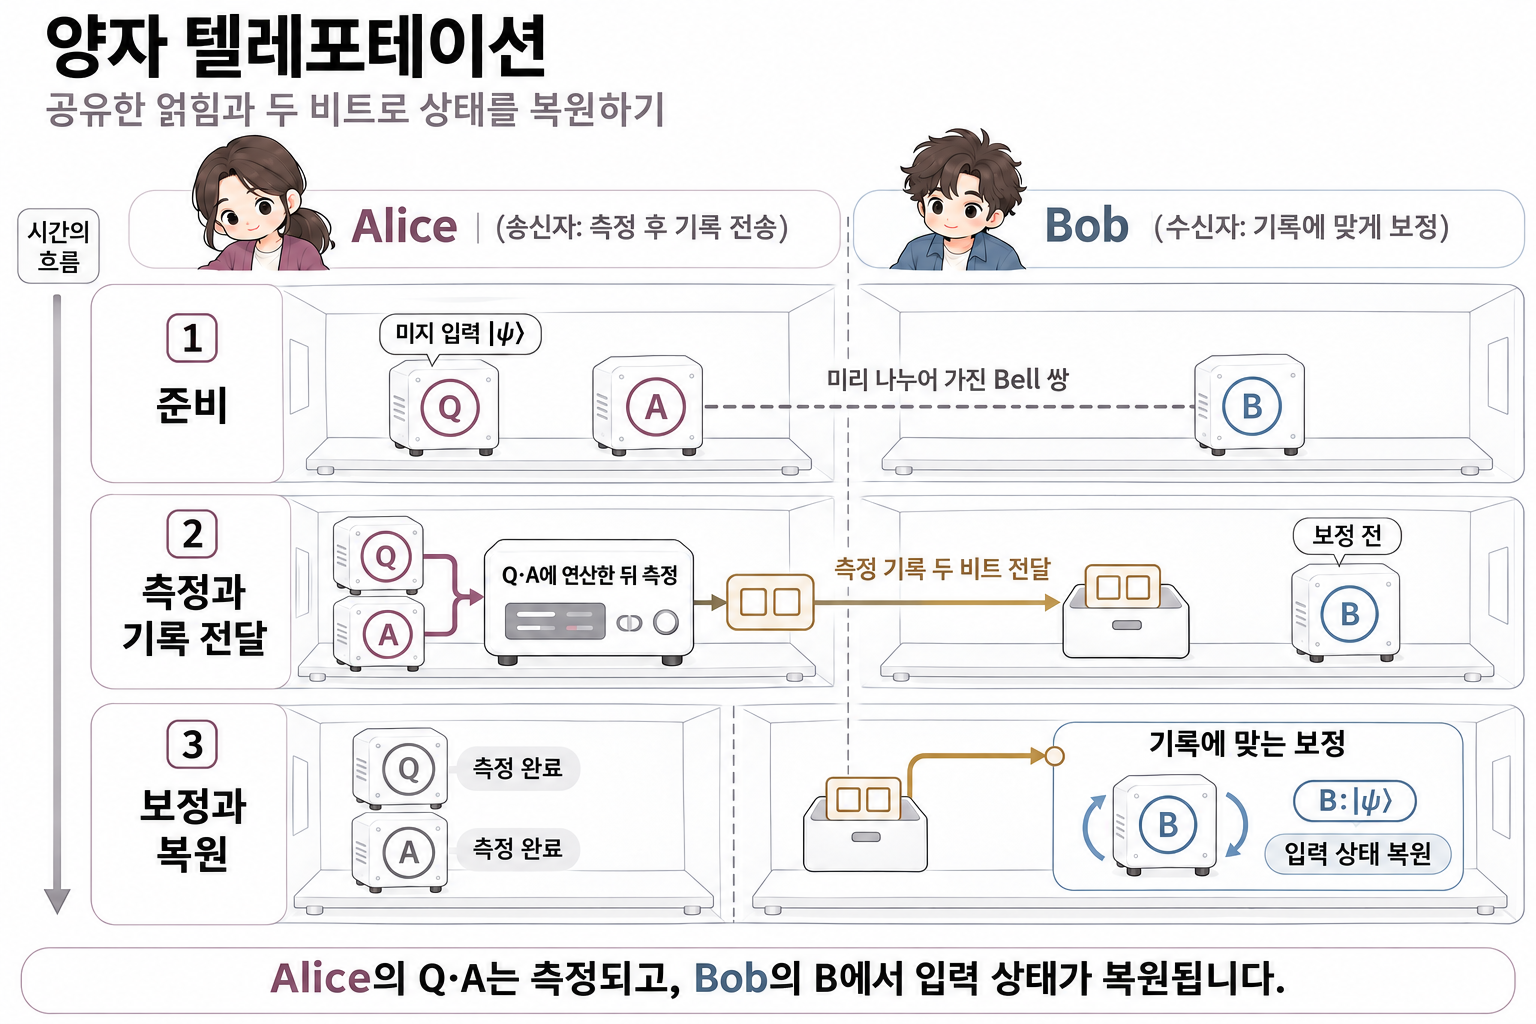 양자 텔레포테이션
공유한 얽힘과 두 비트로 상태를 복원하기
시간의
흐름
Alice | (송신자: 측정 후 기록 전송)
Bob (수신자: 기록에 맞게 보정)
1
준비
미지 입력 |ψ⟩
Q
A
미리 나누어 가진 Bell 쌍
B
2
측정과
기록 전달
Q
A
Q·A에 연산한 뒤 측정
측정 기록 두 비트 전달
보정 전
B
3
보정과
복원
Q
측정 완료
A
측정 완료
기록에 맞는 보정
B
B:|ψ⟩
입력 상태 복원
Alice의 Q·A는 측정되고, Bob의 B에서 입력 상태가 복원됩니다.